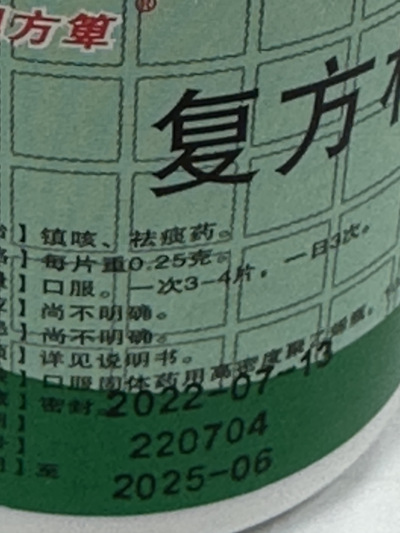 方箄®
复方
】镇咳、祛痰药。
】每片重0.25克。
】口服。一次3-4片，一日3次。
】尚不明确。
】尚不明确。
】详见说明书。
】口服固体药用高密度聚乙烯瓶，
】密封。2022-07-13
】220704
】至 2025-06